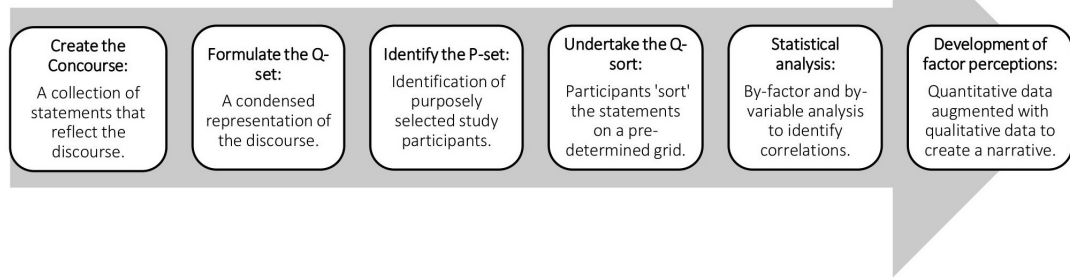 Create the
Concourse:
A collection of
statements that
reflect the
discourse.
Formulate the Q-
set:
A condensed
representation of
the discourse.
Identify the P-set:
Identification of
purposely
selected study
participants.
Undertake the Q-
sort:
Participants 'sort'
the statements
on a pre-
determined grid.
Statistical
analysis:
By-factor and by-
variable analysis
to identify
correlations.
Development of
factor perceptions:
Quantitative data
augmented with
qualitative data to
create a narrative.